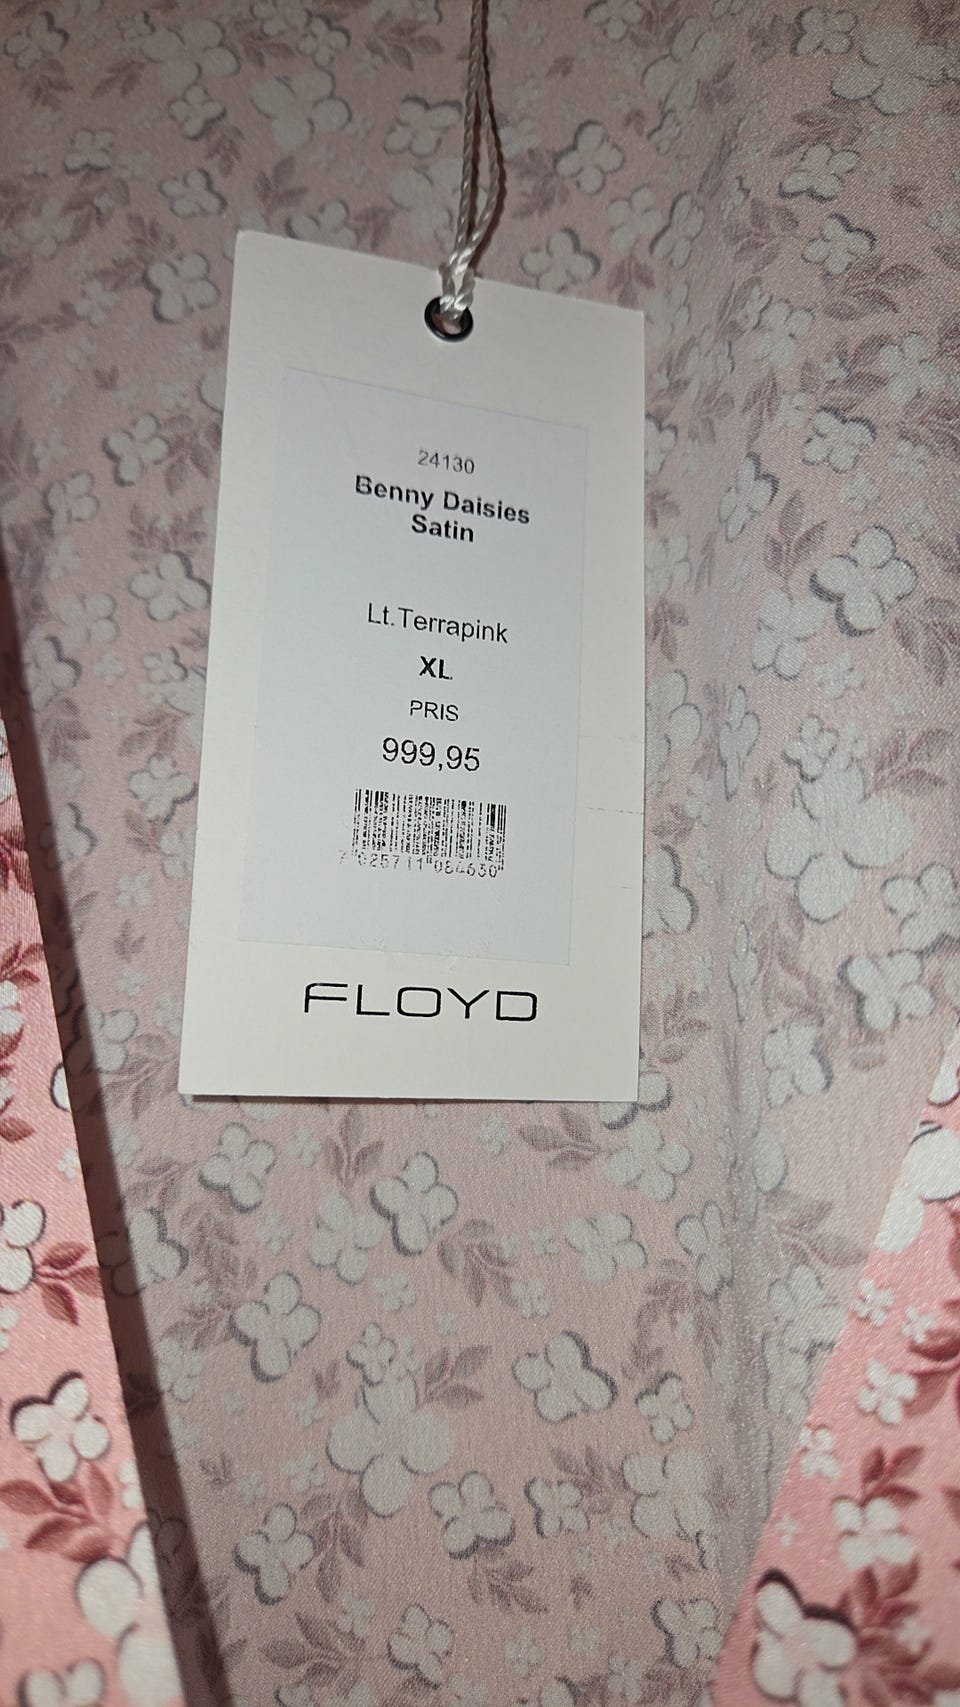 24130
Benny Daisies
Satin
Lt.Terrapink
XL
PRIS
999,95
FLOYD